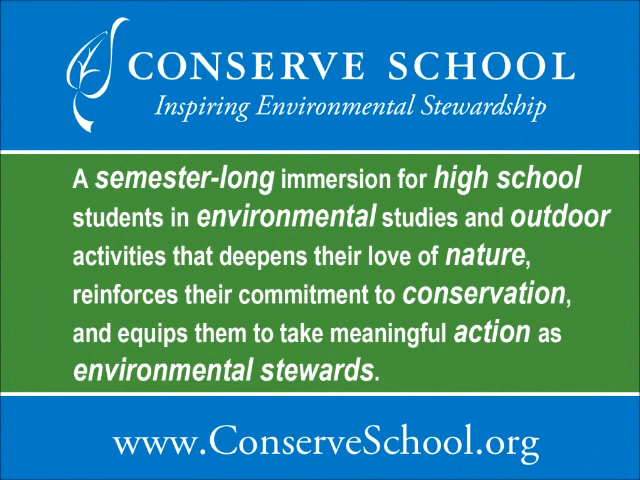 CONSERVE SCHOOL
Inspiring Environmental Stewardship
A semester-long immersion for high school
students in environmental studies and outdoor
activities that deepens their love of nature,
reinforces their commitment to conservation,
and equips them to take meaningful action as
environmental stewards.
www.ConserveSchool.org